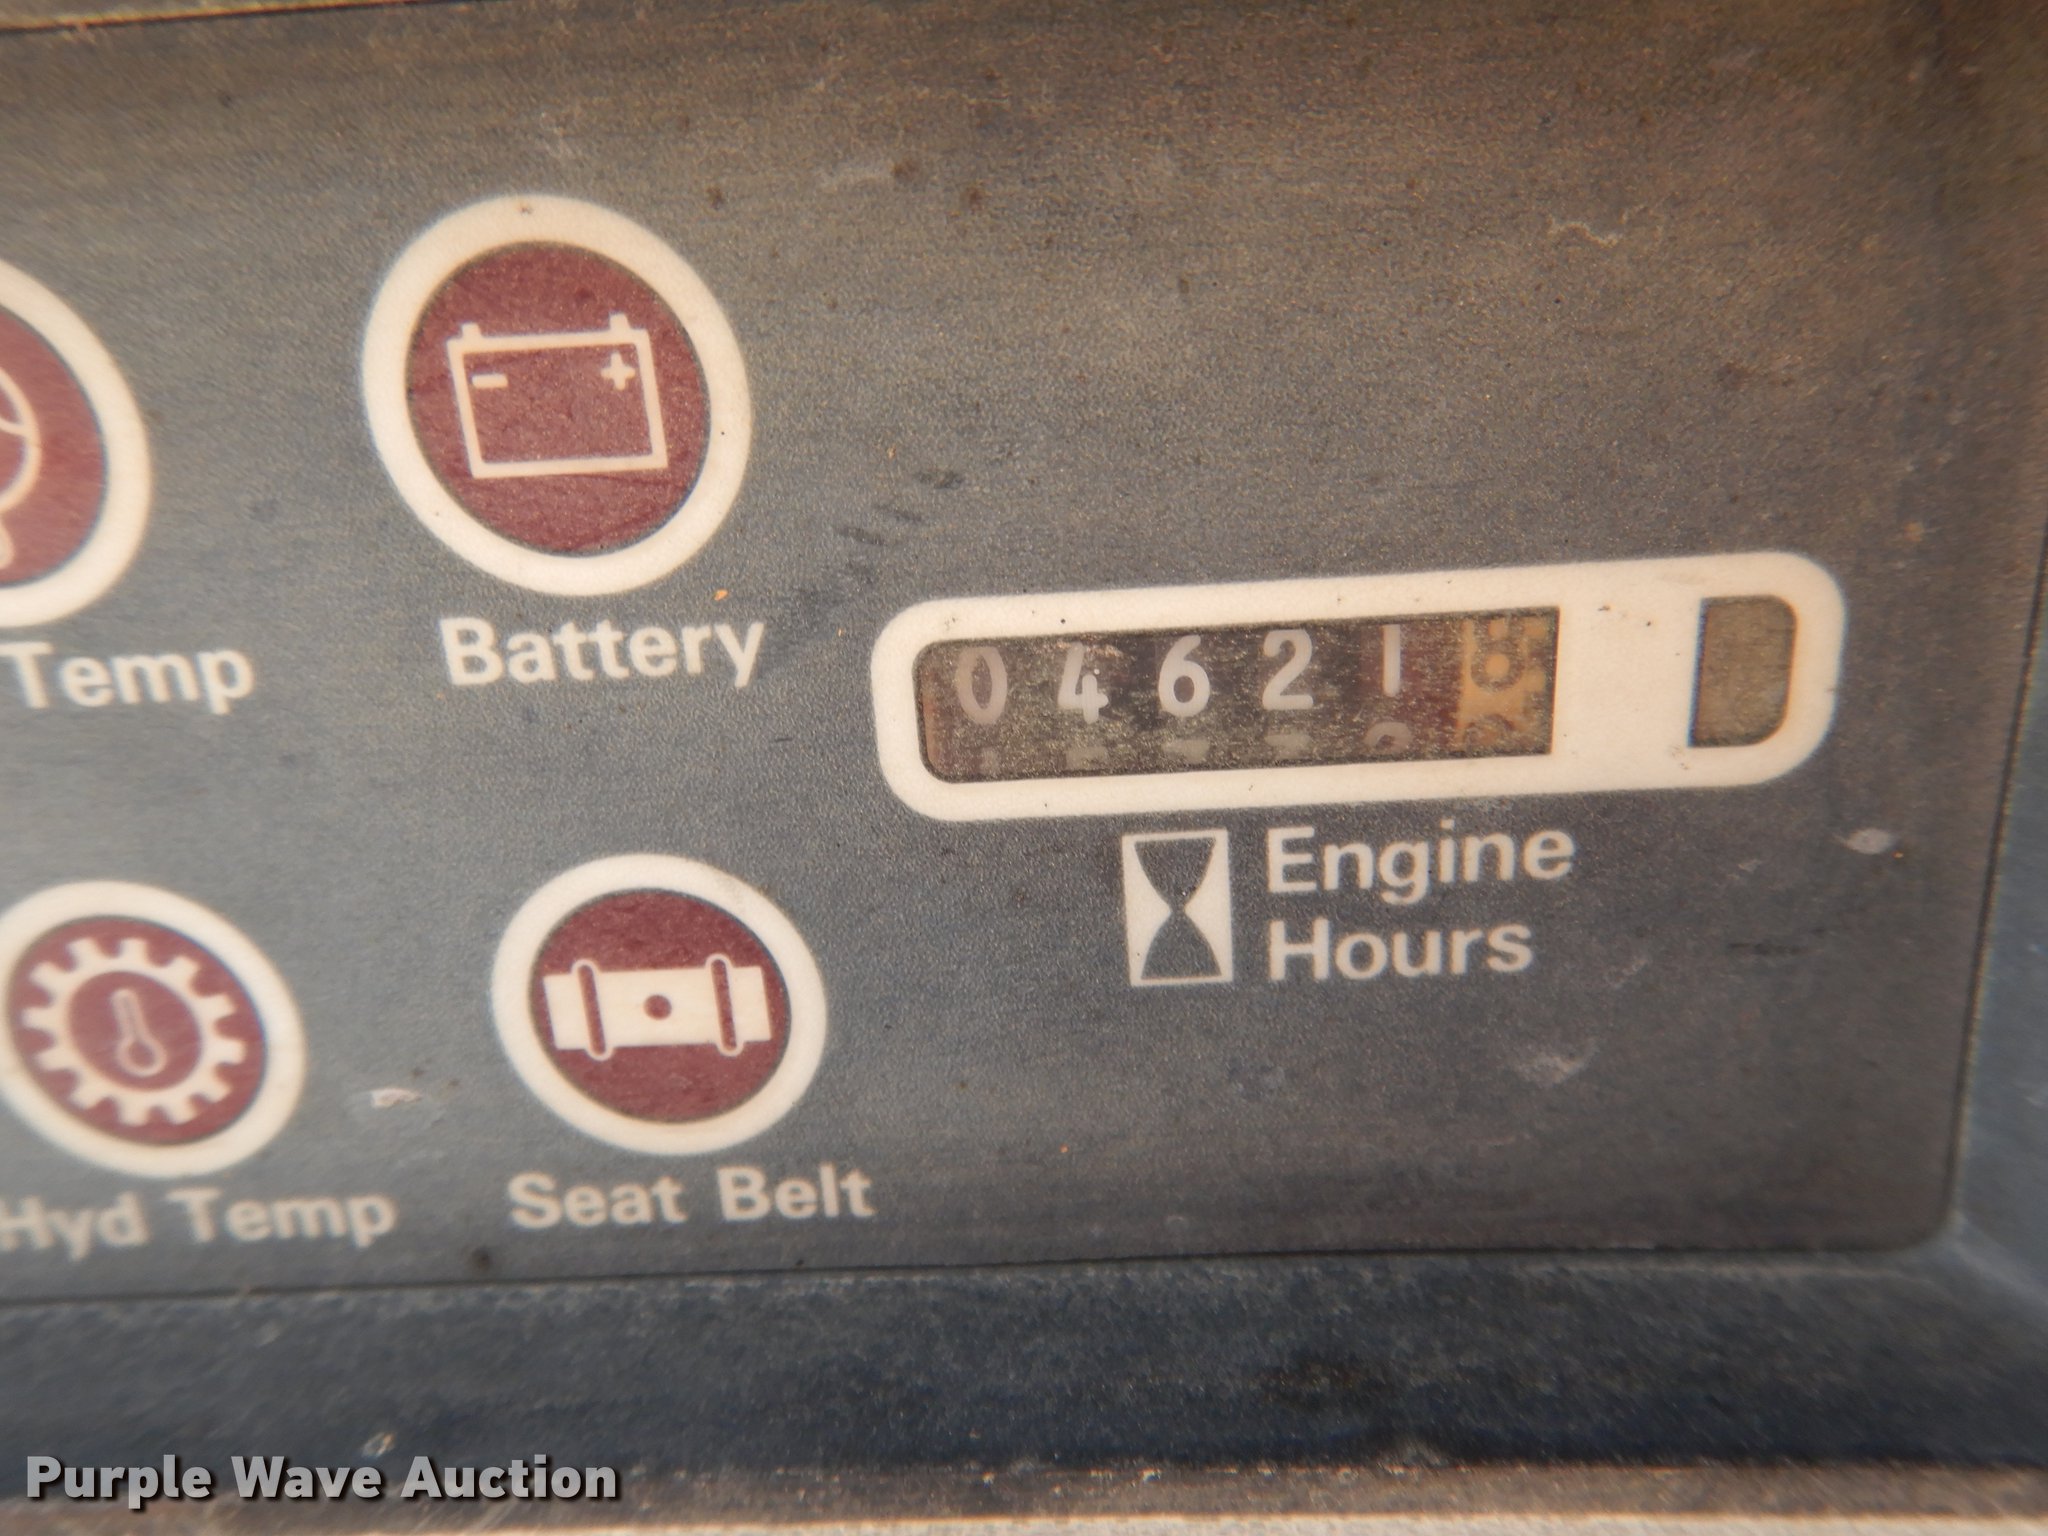 Temp
Battery
- +
04621
Engine
Hours
Hyd Temp
Seat Belt
Purple Wave Auction